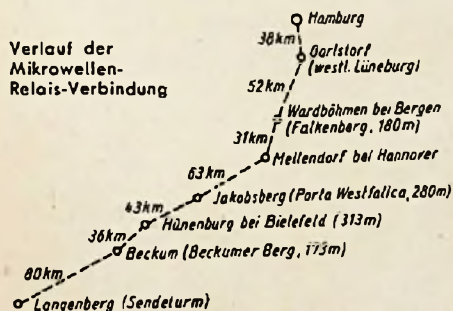 Hamburg
Verlauf der
Mikrowellen-
Relais-Verbindung
38km
Garlstorf
(westl. Lüneburg)
52km
Wardböhmen bei Bergen
(Falkenberg, 180m)
31km
Mellendorf bei Hannover
63km
Jakobsberg (Porta Westfalica, 280m)
43km
Hünenburg bei Bielefeld (313m)
36km
Beckum (Beckumer Berg, 173m)
80km
Langenberg (Sendeturm)